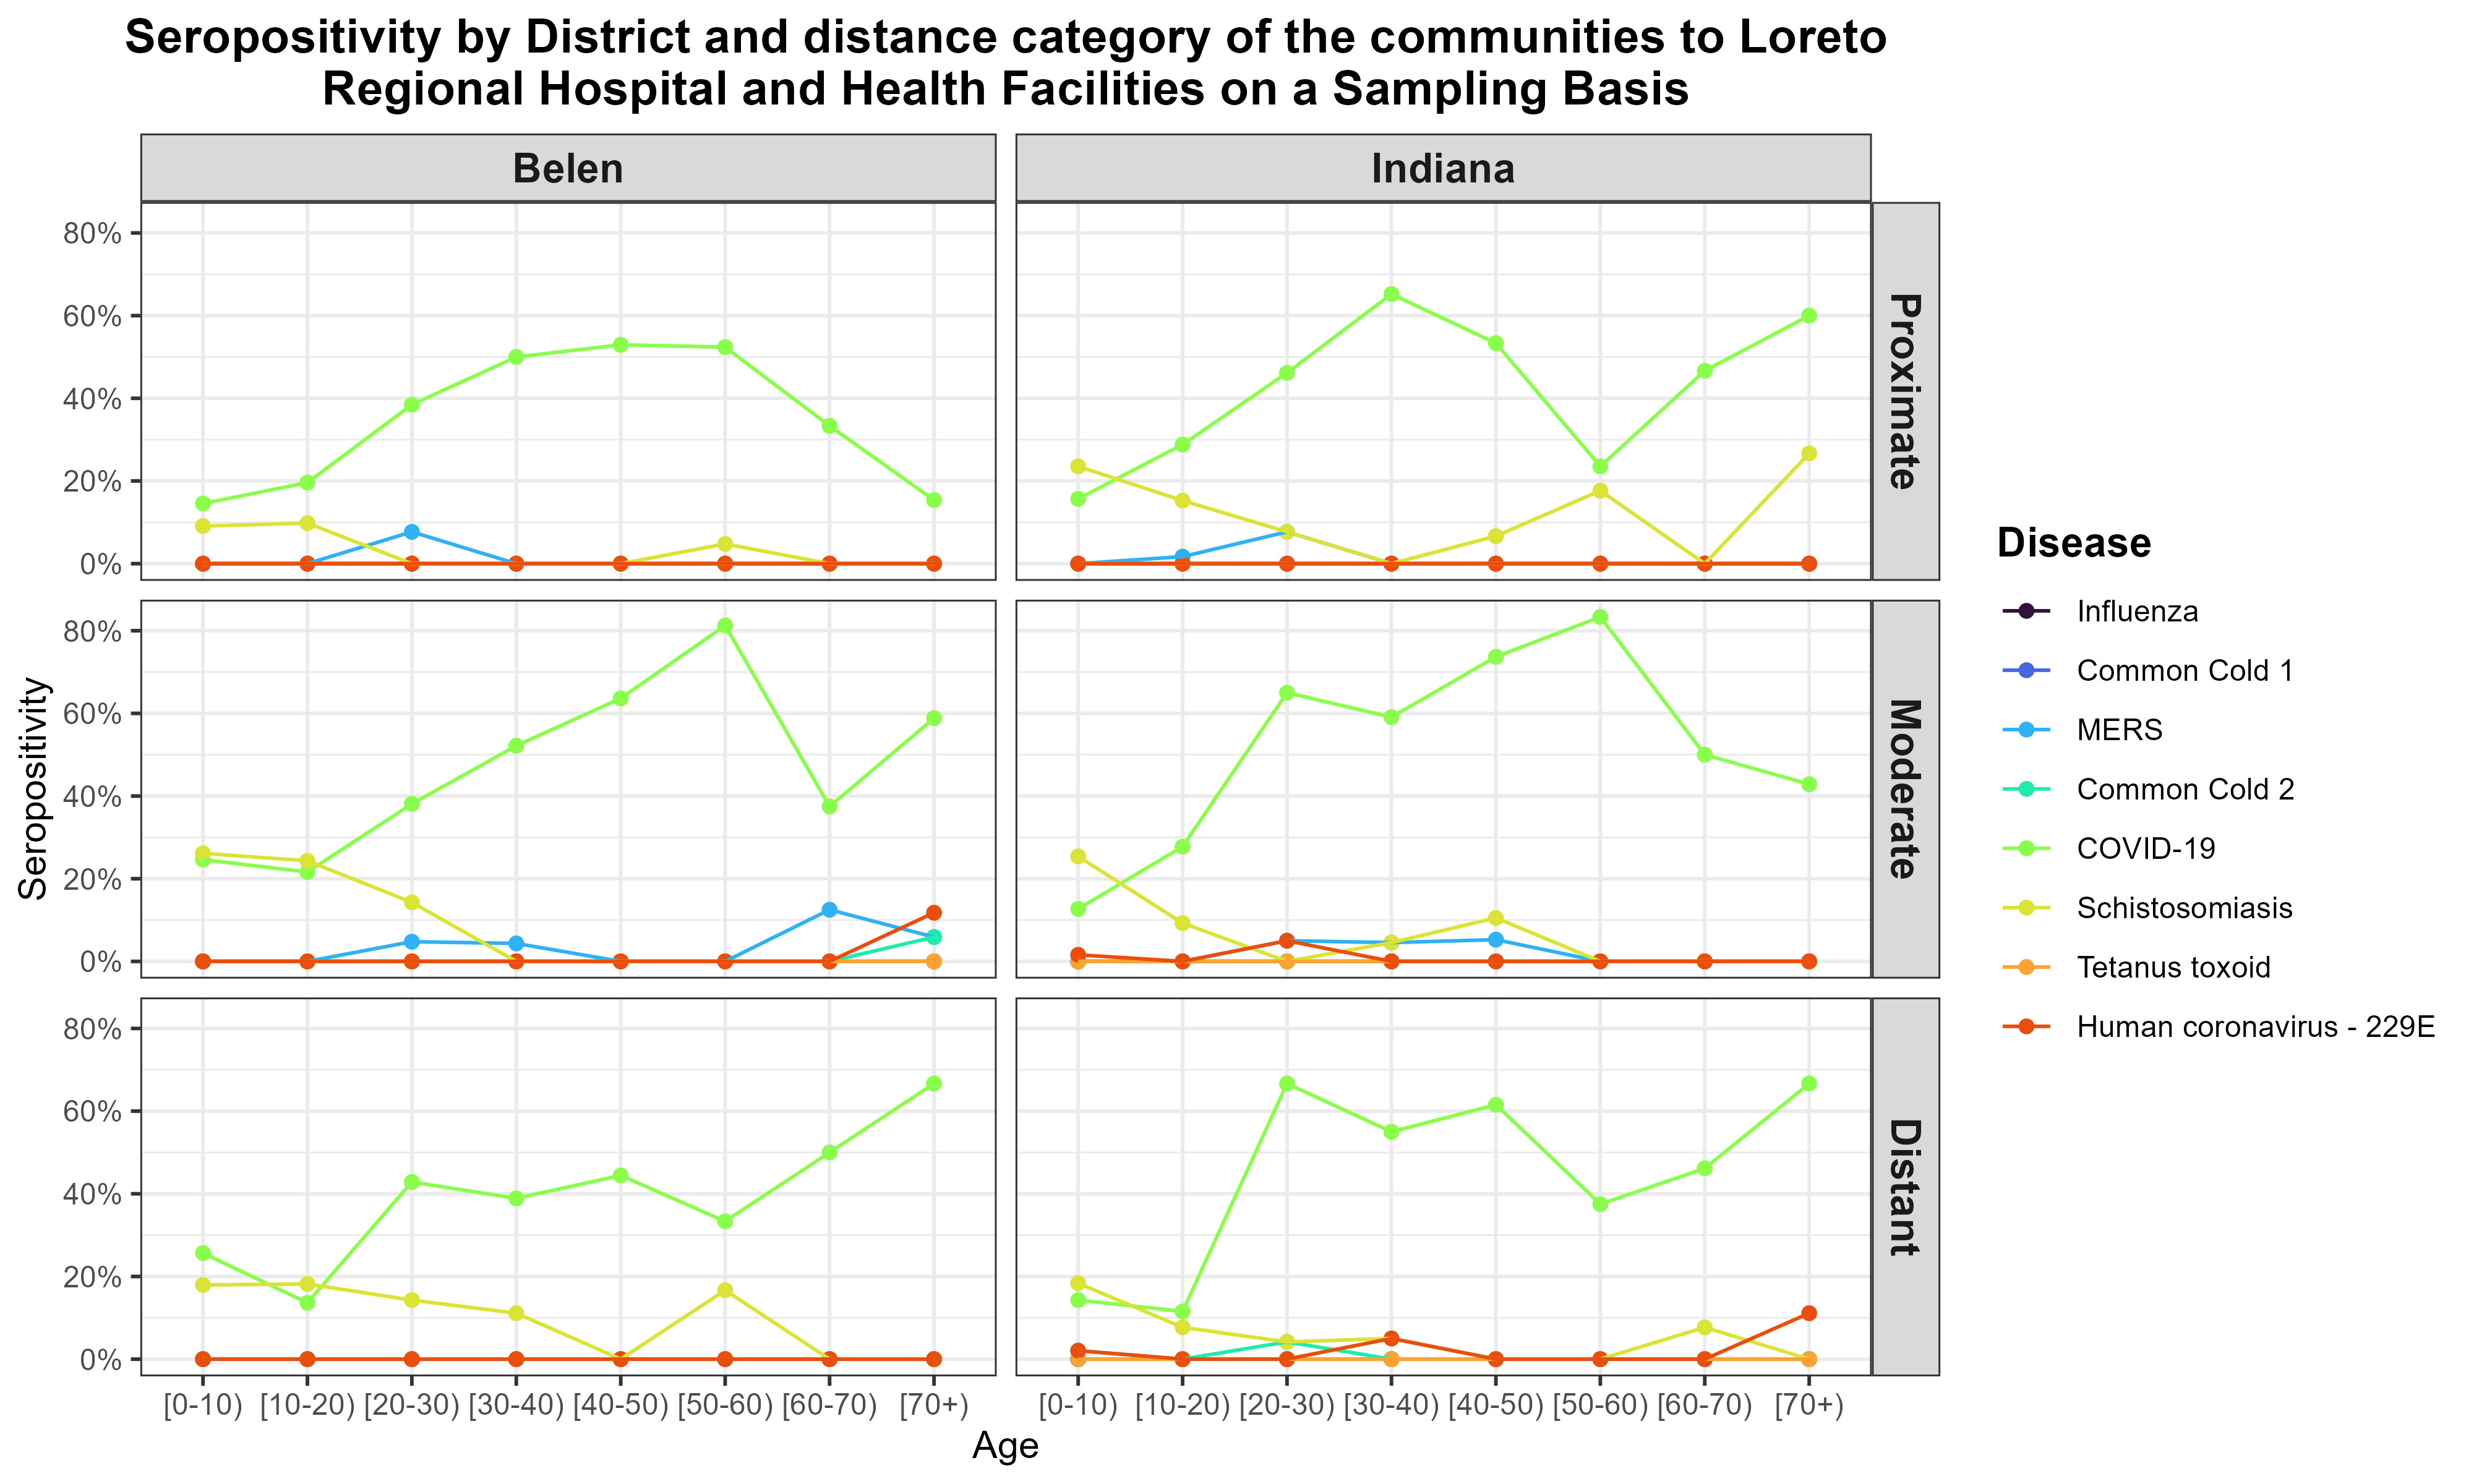 Seropositivity by District and distance category of the communities to Loreto
Regional Hospital and Health Facilities on a Sampling Basis
Belen
Indiana
80%
60%
40%
20%
0%
Proximate
80%
60%
40%
20%
0%
Moderate
80%
60%
40%
20%
0%
Distant
Seropositivity
[0-10) [10-20) [20-30) [30-40) [40-50) [50-60) [60-70) [70+)
[0-10) [10-20) [20-30) [30-40) [40-50) [50-60) [60-70) [70+)
Age
Disease
Influenza
Common Cold 1
MERS
Common Cold 2
COVID-19
Schistosomiasis
Tetanus toxoid
Human coronavirus - 229E